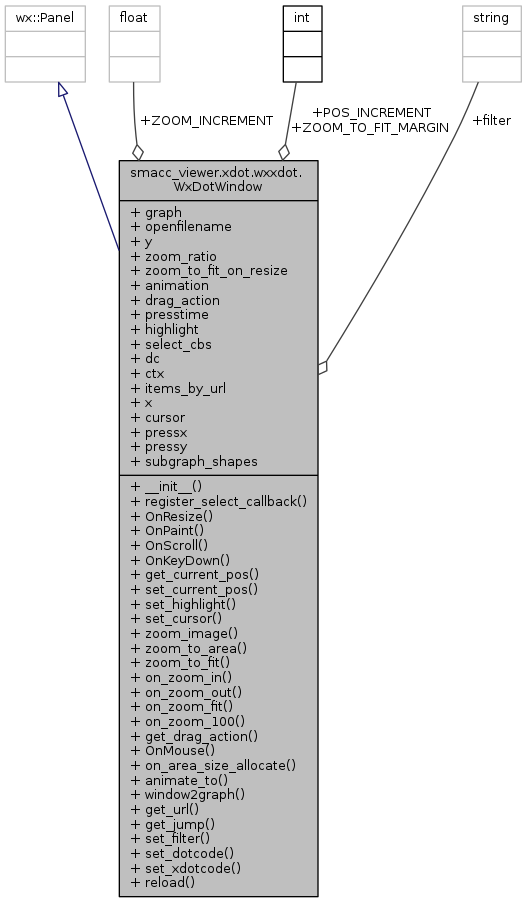 wx::Panel
float
int
string
+ZOOM_INCREMENT
+POS_INCREMENT
+ZOOM_TO_FIT_MARGIN
+filter
smacc_viewer.xdot.wxxdot.
WxDotWindow
+ graph
+ openfilename
+ y
+ zoom_ratio
+ zoom_to_fit_on_resize
+ animation
+ drag_action
+ presstime
+ highlight
+ select_cbs
+ dc
+ ctx
+ items_by_url
+ x
+ cursor
+ pressx
+ pressy
+ subgraph_shapes
+ __init__()
+ register_select_callback()
+ OnResize()
+ OnPaint()
+ OnScroll()
+ OnKeyDown()
+ get_current_pos()
+ set_current_pos()
+ set_highlight()
+ set_cursor()
+ zoom_image()
+ zoom_to_area()
+ zoom_to_fit()
+ on_zoom_in()
+ on_zoom_out()
+ on_zoom_fit()
+ on_zoom_100()
+ get_drag_action()
+ OnMouse()
+ on_area_size_allocate()
+ animate_to()
+ window2graph()
+ get_url()
+ get_jump()
+ set_filter()
+ set_dotcode()
+ set_xdotcode()
+ reload()